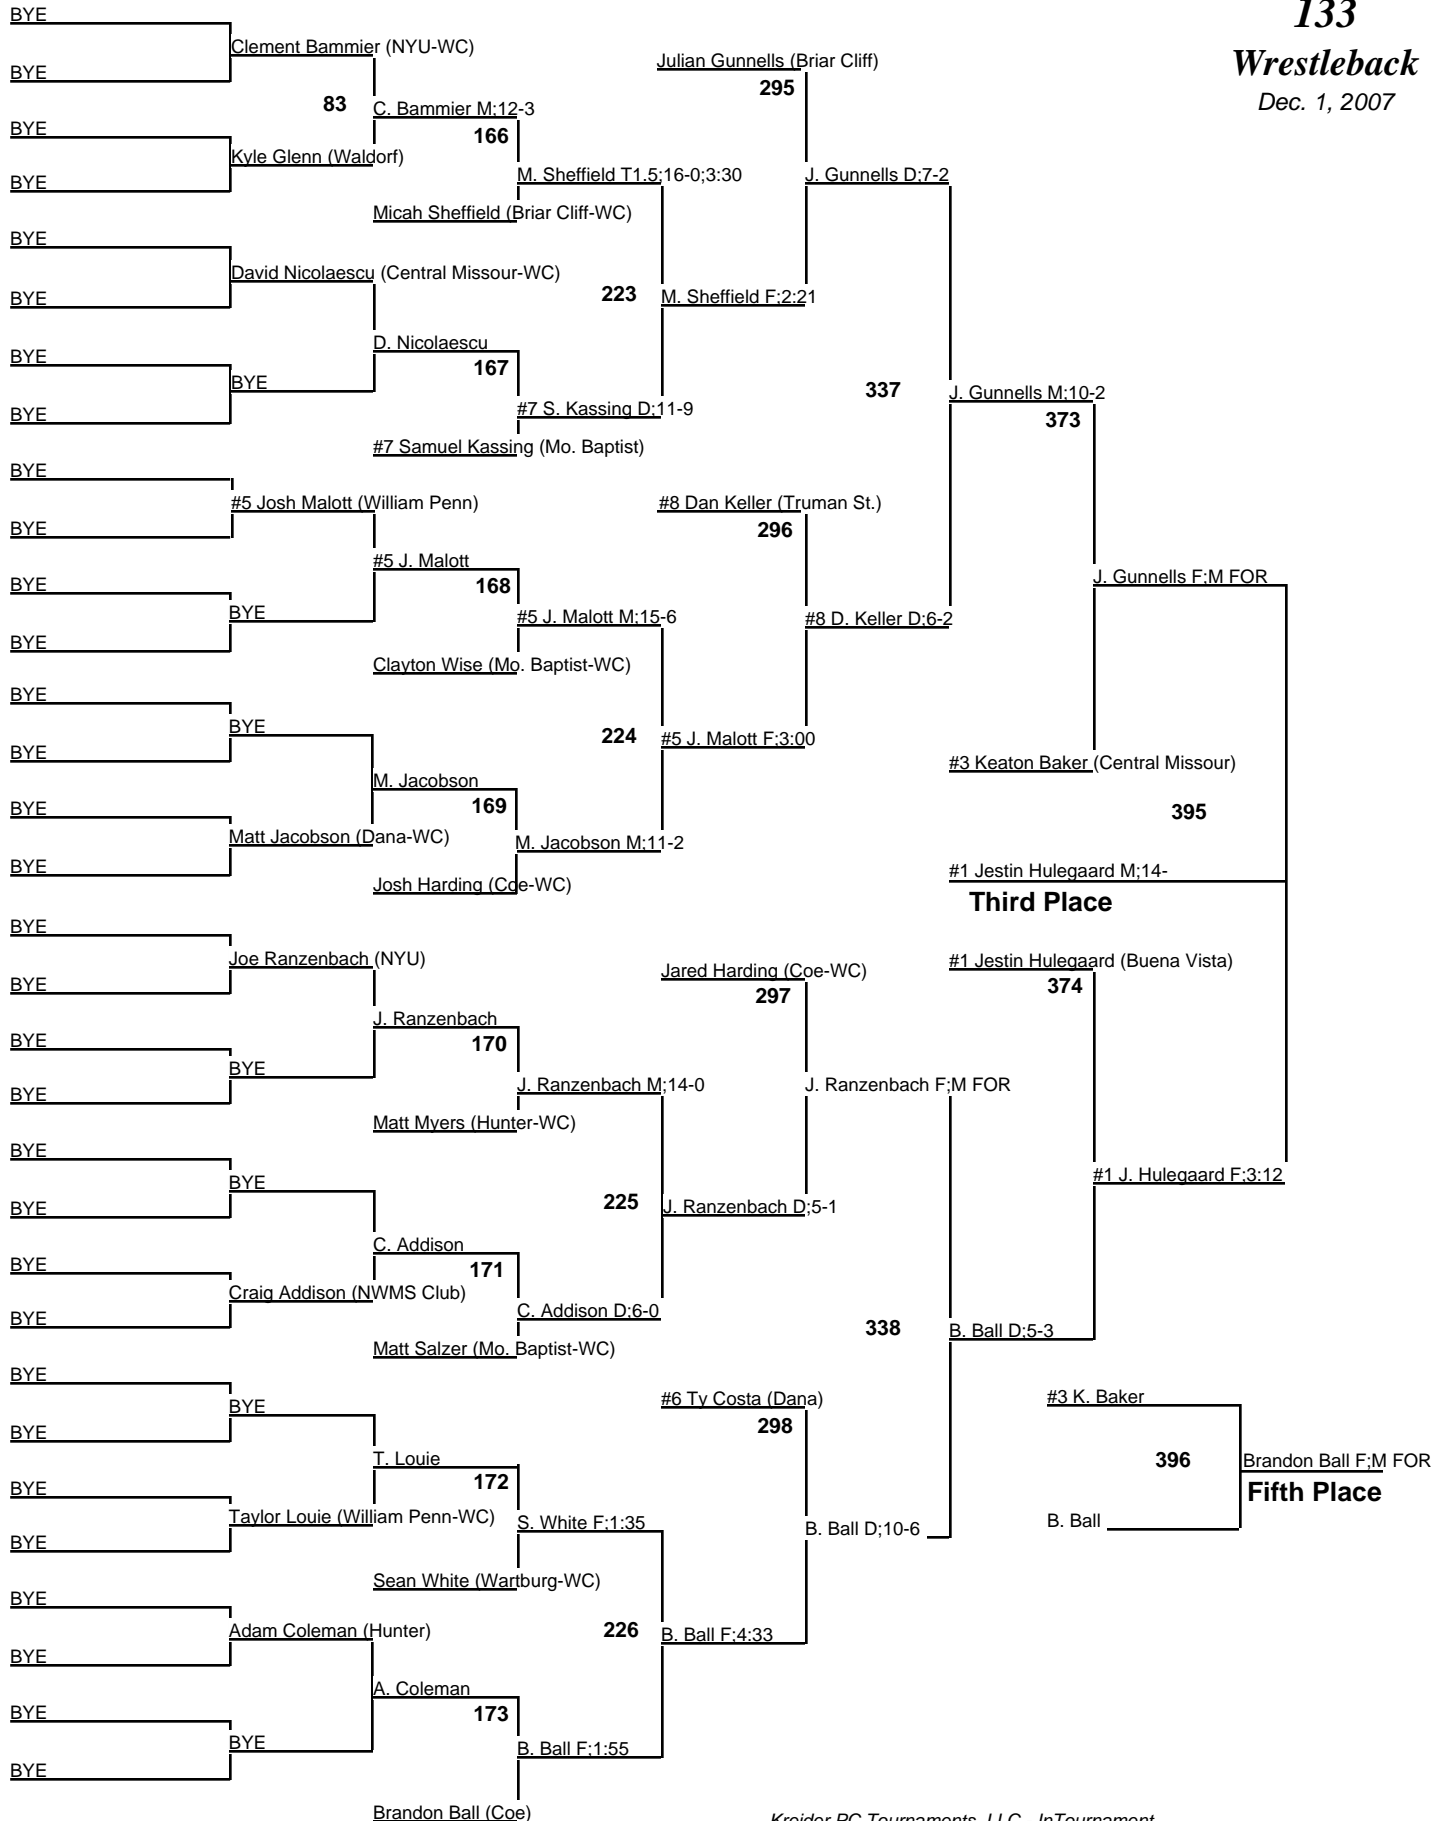 BYE
133
Clement Bammier (NYU-WC)
Julian Gunnells (Briar Cliff)
Wrestleback
BYE
295
Dec. 1, 2007
83
C. Bammier M;12-3
BYE
166
Kyle Glenn (Waldorf)
BYE
M. Sheffield T1.5;16-0;3:30
J. Gunnells D;7-2
Micah Sheffield (Briar Cliff-WC)
BYE
David Nicolaescu (Central Missour-WC)
BYE
223
M. Sheffield F;2:21
D. Nicolaescu
BYE
167
BYE
337
J. Gunnells M;10-2
BYE
#7 S. Kassing D;11-9
373
#7 Samuel Kassing (Mo. Baptist)
BYE
#5 Josh Malott (William Penn)
#8 Dan Keller (Truman St.)
BYE
296
#5 J. Malott
J. Gunnells F;M FOR
BYE
168
BYE
#5 J. Malott M;15-6
#8 D. Keller D;6-2
BYE
Clayton Wise (Mo. Baptist-WC)
BYE
BYE
224
#5 J. Malott F;3:00
BYE
#3 Keaton Baker (Central Missour)
M. Jacobson
BYE
169
395
Matt Jacobson (Dana-WC)
M. Jacobson M;11-2
BYE
#1 Jestin Hulegaard M;14-
Josh Harding (Coe-WC)
Third Place
BYE
Joe Ranzenbach (NYU)
Jared Harding (Coe-WC)
#1 Jestin Hulegaard (Buena Vista)
BYE
297
374
J. Ranzenbach
BYE
170
BYE
J. Ranzenbach M;14-0
J. Ranzenbach F;M FOR
BYE
Matt Myers (Hunter-WC)
BYE
BYE
#1 J. Hulegaard F;3:12
BYE
225
J. Ranzenbach D;5-1
C. Addison
BYE
171
Craig Addison (NWMS Club)
BYE
C. Addison D;6-0
338
B. Ball D;5-3
Matt Salzer (Mo. Baptist-WC)
BYE
BYE
#6 Ty Costa (Dana)
#3 K. Baker
BYE
298
T. Louie
396
Brandon Ball F;M FOR
BYE
172
Fifth Place
Taylor Louie (William Penn-WC)
S. White F;1:35
B. Ball D;10-6
B. Ball
BYE
Sean White (Wartburg-WC)
BYE
Adam Coleman (Hunter)
226
B. Ball F;4:33
BYE
A. Coleman
BYE
173
BYE
B. Ball F;1:55
BYE
Brandon Ball (Coe)
Kreider PC Tournaments, LLC - InTournament